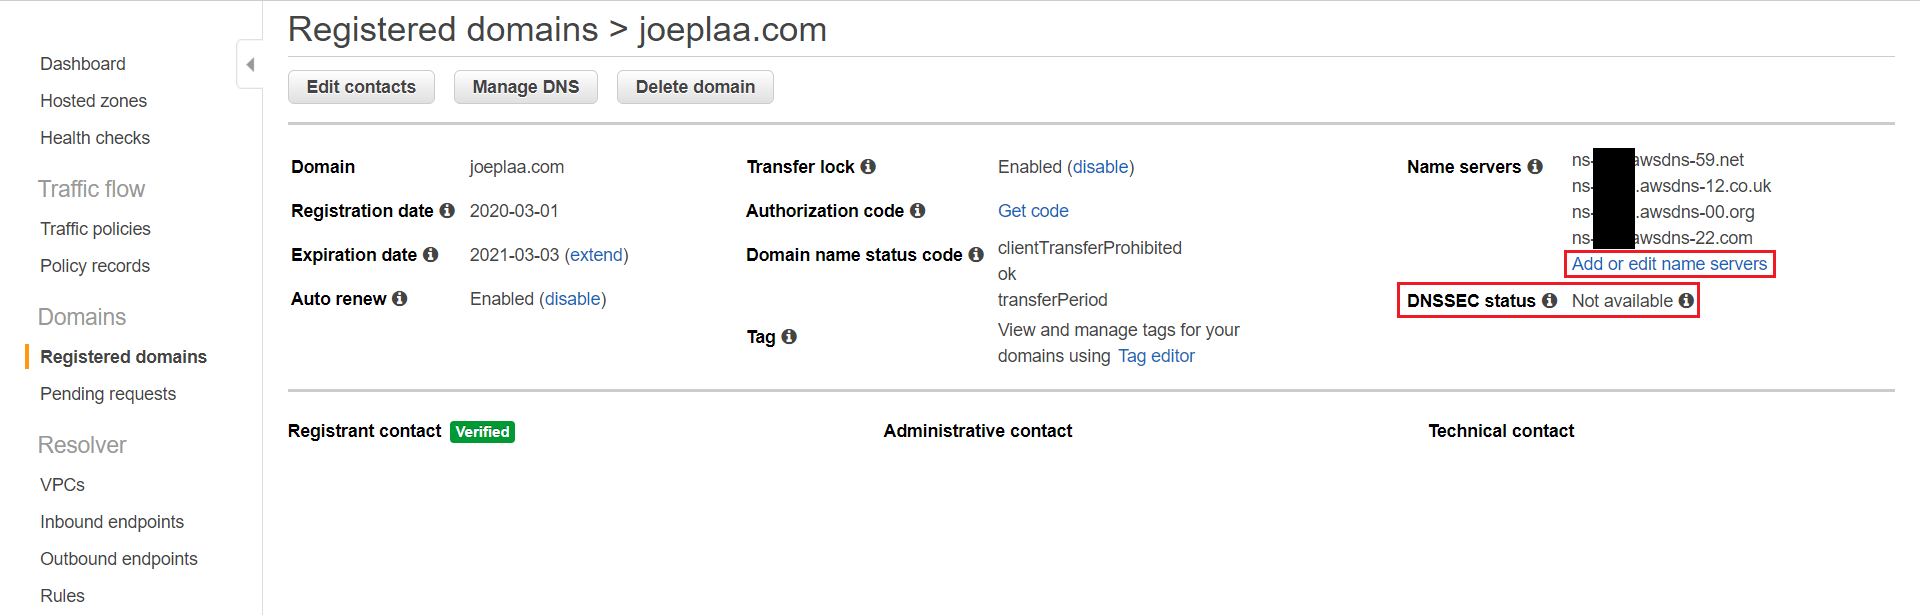 Registered domains > joeplaa.com
Dashboard
Hosted zones
Health checks
Traffic flow
Traffic policies
Policy records
Domains
Registered domains
Pending requests
Resolver
VPCs
Inbound endpoints
Outbound endpoints
Rules
Edit contacts
Manage DNS
Delete domain
Domain joeplaa.com
Registration date 2020-03-01
Expiration date 2021-03-03 (extend)
Auto renew Enabled (disable)
Transfer lock Enabled (disable)
Authorization code Get code
Domain name status code clientTransferProhibited
ok
transferPeriod
Tag View and manage tags for your
domains using Tag editor
Name servers ns- awsdns-59.net
ns- .awsdns-12.co.uk
ns- .awsdns-00.org
ns- awsdns-22.com
Add or edit name servers
DNSSEC status Not available
Registrant contact Verified
Administrative contact
Technical contact